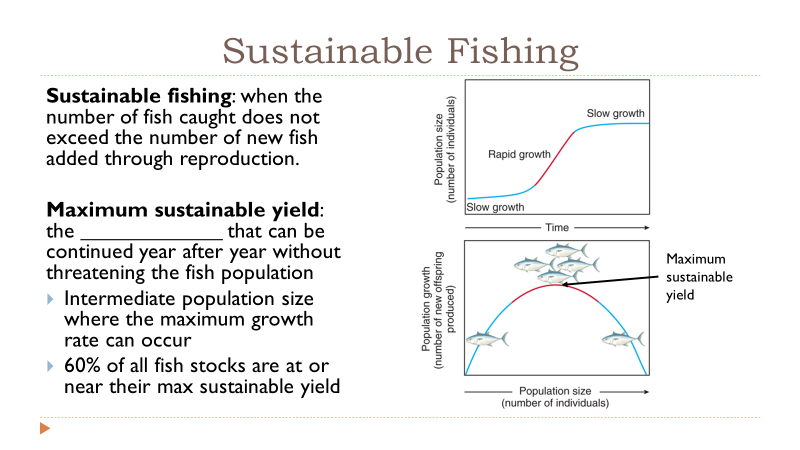 Sustainable Fishing
Sustainable fishing: when the
number of fish caught does not
exceed the number of new fish
added through reproduction.
Maximum sustainable yield:
the _____________ that can be
continued year after year without
threatening the fish population
Intermediate population size
where the maximum growth
rate can occur
60% of all fish stocks are at or
near their max sustainable yield
Population size
(number of individuals)
Slow growth
Rapid growth
Slow growth
Time
Population growth
(number of new offspring
produced)
Maximum
sustainable
yield
Population size
(number of individuals)